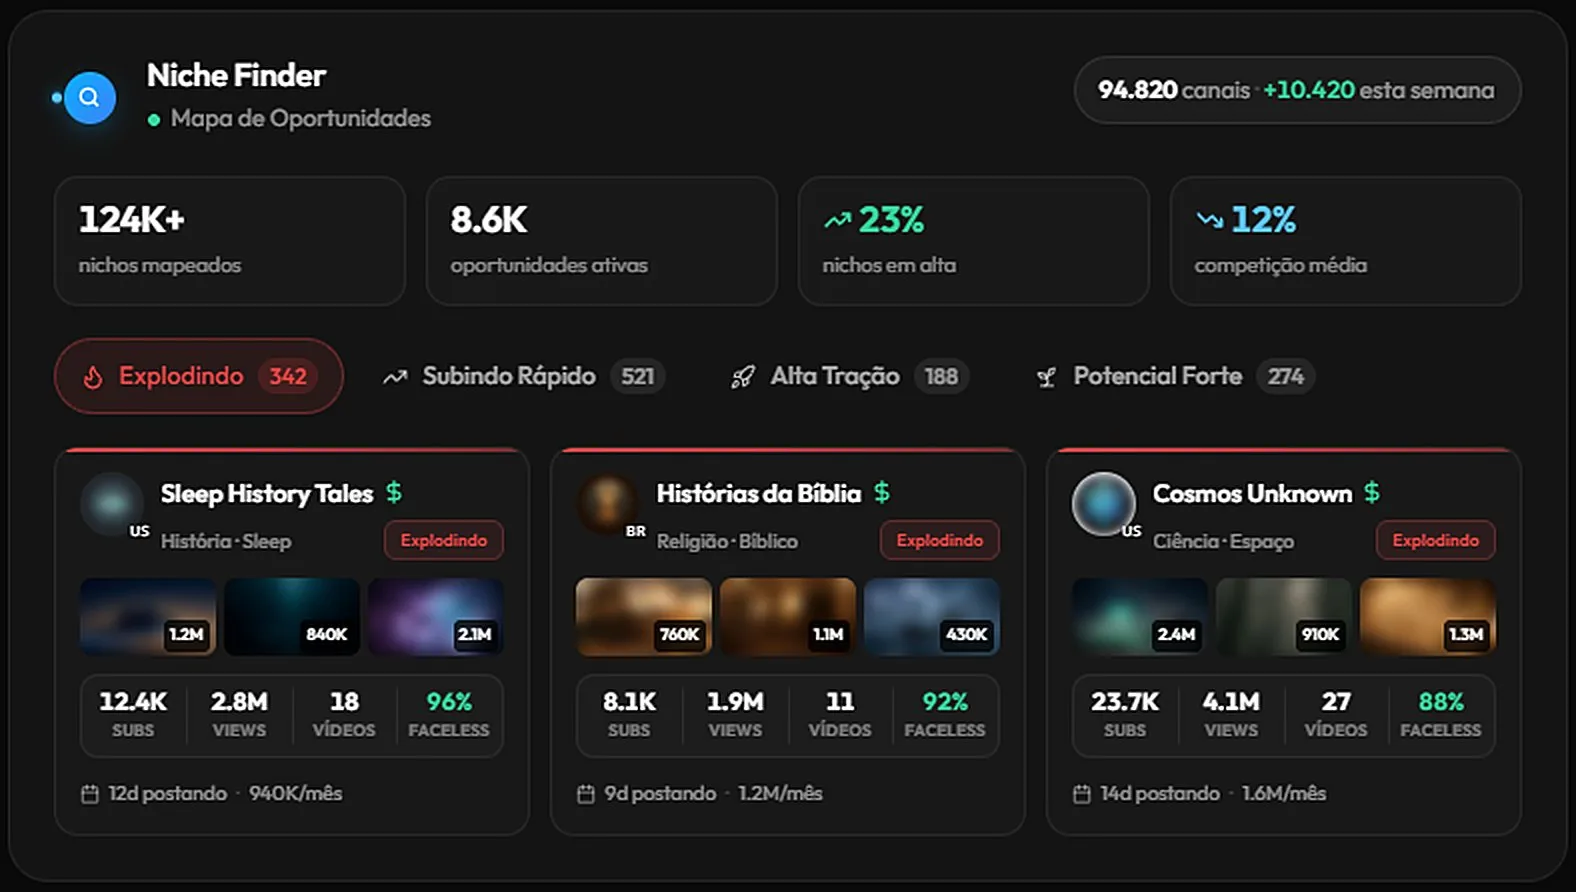 Niche Finder
Mapa de Oportunidades
94.820 canais · +10.420 esta semana
124K+
nichos mapeados
8.6K
oportunidades ativas
23%
nichos em alta
12%
competição média
Explodindo 342
Subindo Rápido 521
Alta Tração 188
Potencial Forte 274
Sleep History Tales $
US
História · Sleep
Explodindo
1.2M
840K
2.1M
12.4K
SUBS
2.8M
VIEWS
18
VÍDEOS
96%
FACELESS
12d postando · 940K/mês
Histórias da Bíblia $
BR
Religião · Bíblico
Explodindo
760K
1.1M
430K
8.1K
SUBS
1.9M
VIEWS
11
VÍDEOS
92%
FACELESS
9d postando · 1.2M/mês
Cosmos Unknown $
US
Ciência · Espaço
Explodindo
2.4M
910K
1.3M
23.7K
SUBS
4.1M
VIEWS
27
VÍDEOS
88%
FACELESS
14d postando · 1.6M/mês